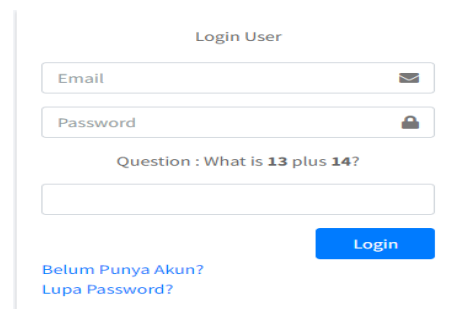 Login User
Email
Password
Question : What is 13 plus 14?
Login
Belum Punya Akun?
Lupa Password?